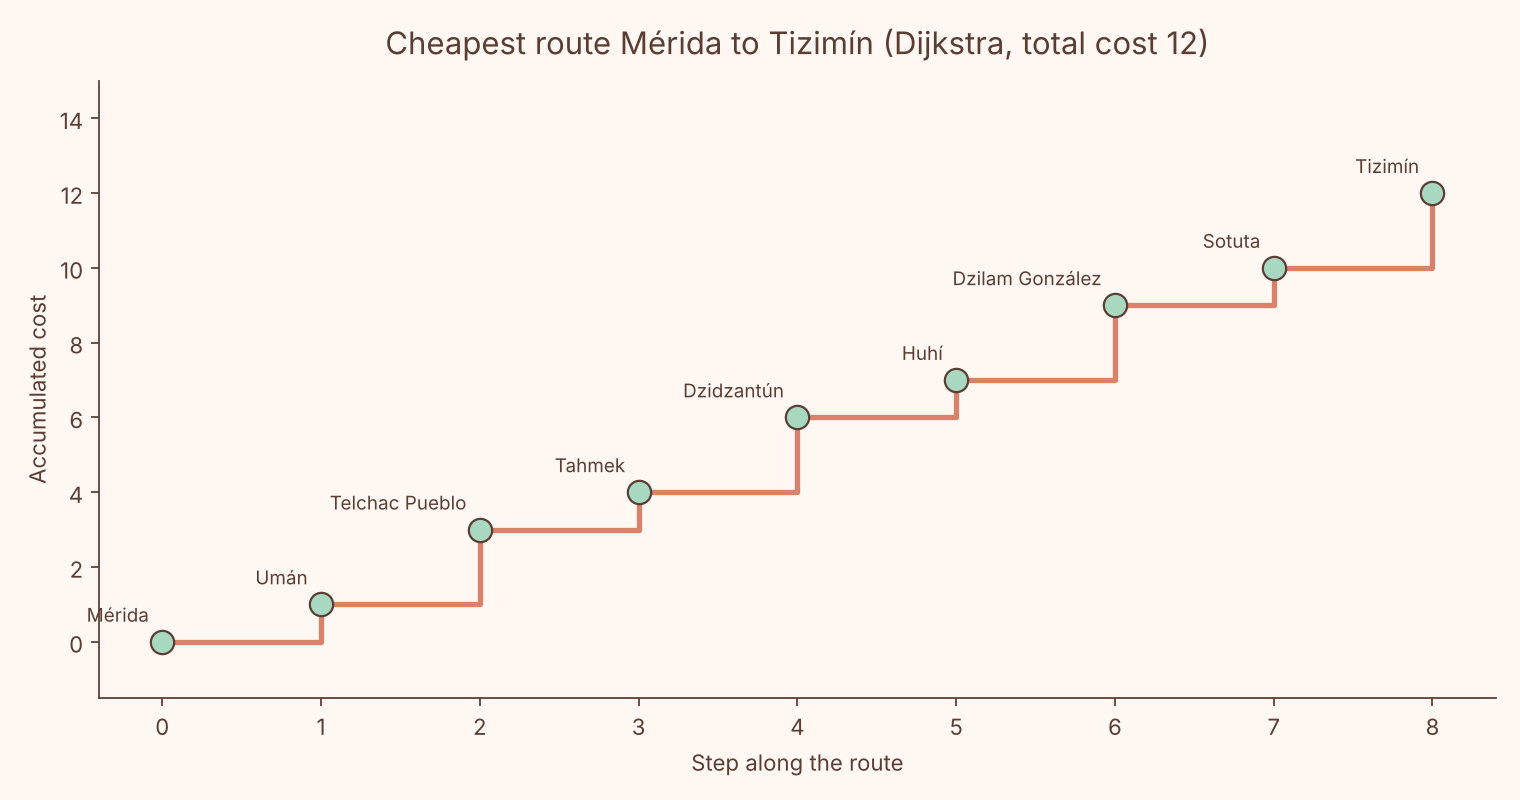 Cheapest route Mérida to Tizimín (Dijkstra, total cost 12)
Accumulated cost
14
12
10
8
6
4
2
0
Mérida
Umán
Telchac Pueblo
Tahmek
Dzidzantún
Huhí
Dzilam González
Sotuta
Tizimín
0 1 2 3 4 5 6 7 8
Step along the route